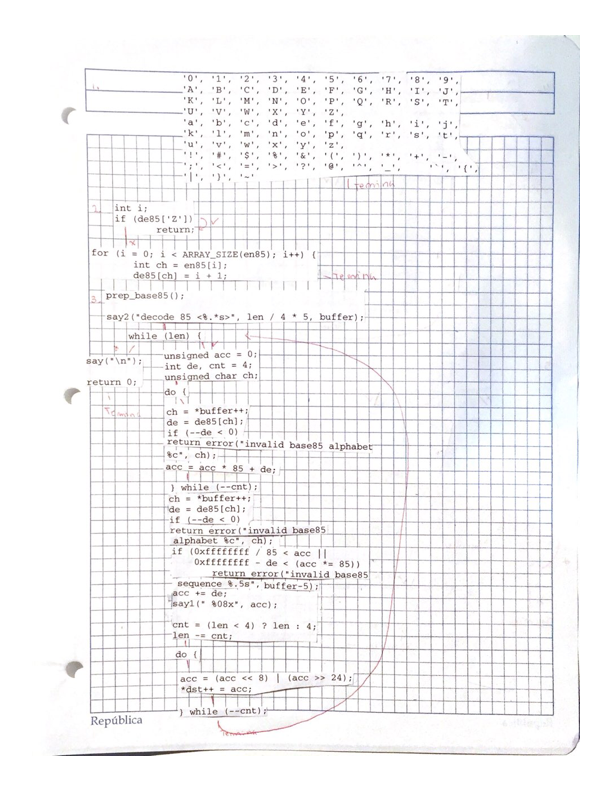 '0', '1', '2', '3', '4', '5', '6', '7', '8', '9',
'A', 'B', 'C', 'D', 'E', 'F', 'G', 'H', 'I', 'J',
'K', 'L', 'M', 'N', 'O', 'P', 'Q', 'R', 'S', 'T',
'U', 'V', 'W', 'X', 'Y', 'Z',
'a', 'b', 'c', 'd', 'e', 'f', 'g', 'h', 'i', 'j',
'k', 'l', 'm', 'n', 'o', 'p', 'q', 'r', 's', 't',
'u', 'v', 'w', 'x', 'y', 'z',
'!', '#', '$', '%', '&', '(', ')', '*', '+', '-',
';', '<', '=', '>', '?', '@', '^', '_', '`', '{',
'|', '}', '~'
2
int i;
if (de85['Z'])
return;
for (i = 0; i < ARRAY_SIZE(en85); i++) {
int ch = en85[i];
de85[ch] = i + 1;
3
prep_base85();
say2("decode 85 <%.*s>", len / 4 * 5, buffer);
while (len) {
say("\n");
return 0;
unsigned acc = 0;
int de, cnt = 4;
unsigned char ch;
do {
ch = *buffer++;
de = de85[ch];
if (--de < 0)
return error("invalid base85 alphabet
%c", ch);
acc = acc * 85 + de;
} while (--cnt);
ch = *buffer++;
de = de85[ch];
if (--de < 0)
return error("invalid base85
alphabet %c", ch);
if (0xffffffff / 85 < acc ||
0xffffffff - de < (acc *= 85))
return error("invalid base85
sequence %.5s", buffer-5);
acc += de;
say1(" %08x", acc);
cnt = (len < 4) ? len : 4;
len -= cnt;
do {
acc = (acc << 8) | (acc >> 24);
*dst++ = acc;
} while (--cnt);
República